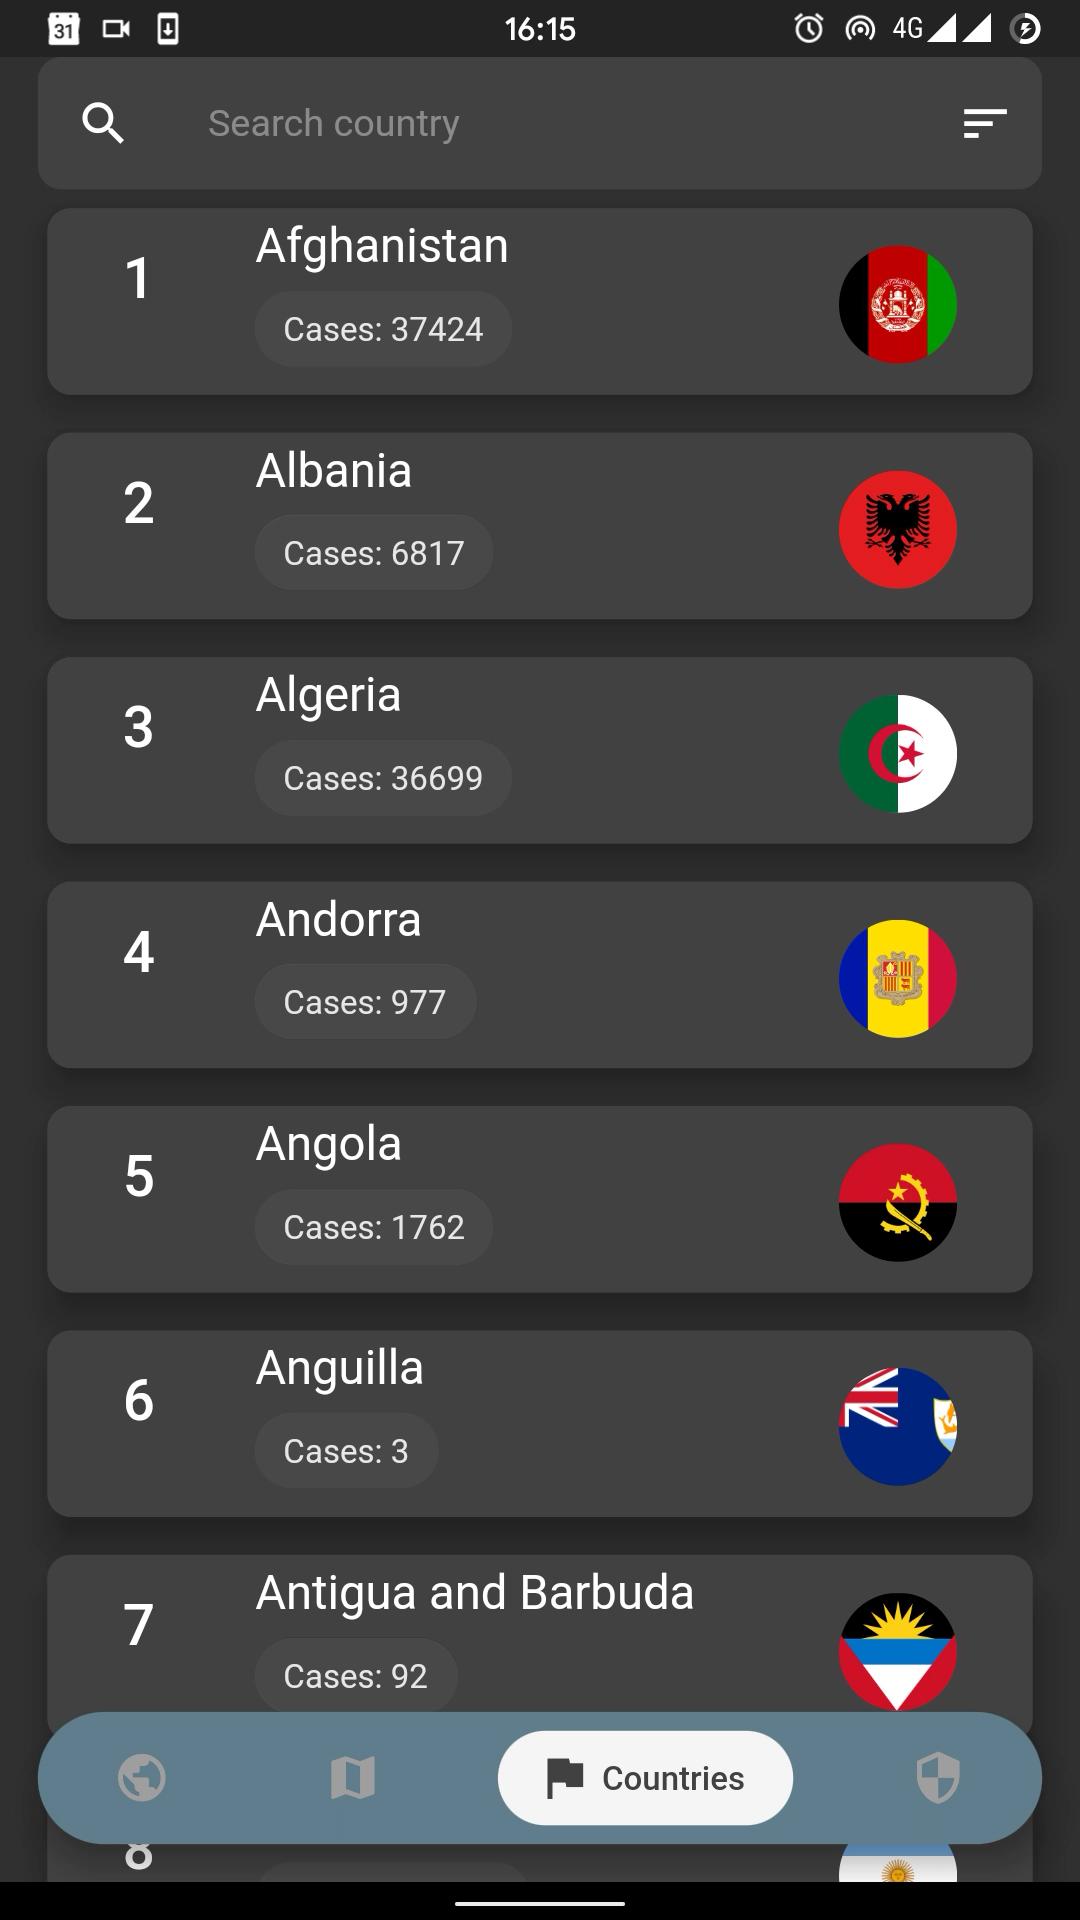 31 16:15 4G
Search country
1 Afghanistan
Cases: 37424
2 Albania
Cases: 6817
3 Algeria
Cases: 36699
4 Andorra
Cases: 977
5 Angola
Cases: 1762
6 Anguilla
Cases: 3
7 Antigua and Barbuda
Cases: 92
Countries
8